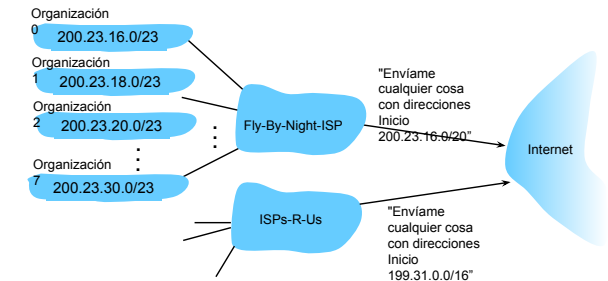 Organización
0
200.23.16.0/23
Organización
1
200.23.18.0/23
Organización
2
200.23.20.0/23
Organización
7
200.23.30.0/23
Fly-By-Night-ISP
"Envíame
cualquier cosa
con direcciones
Inicio
200.23.16.0/20"
Internet
ISPs-R-Us
"Envíame
cualquier cosa
con direcciones
Inicio
199.31.0.0/16"